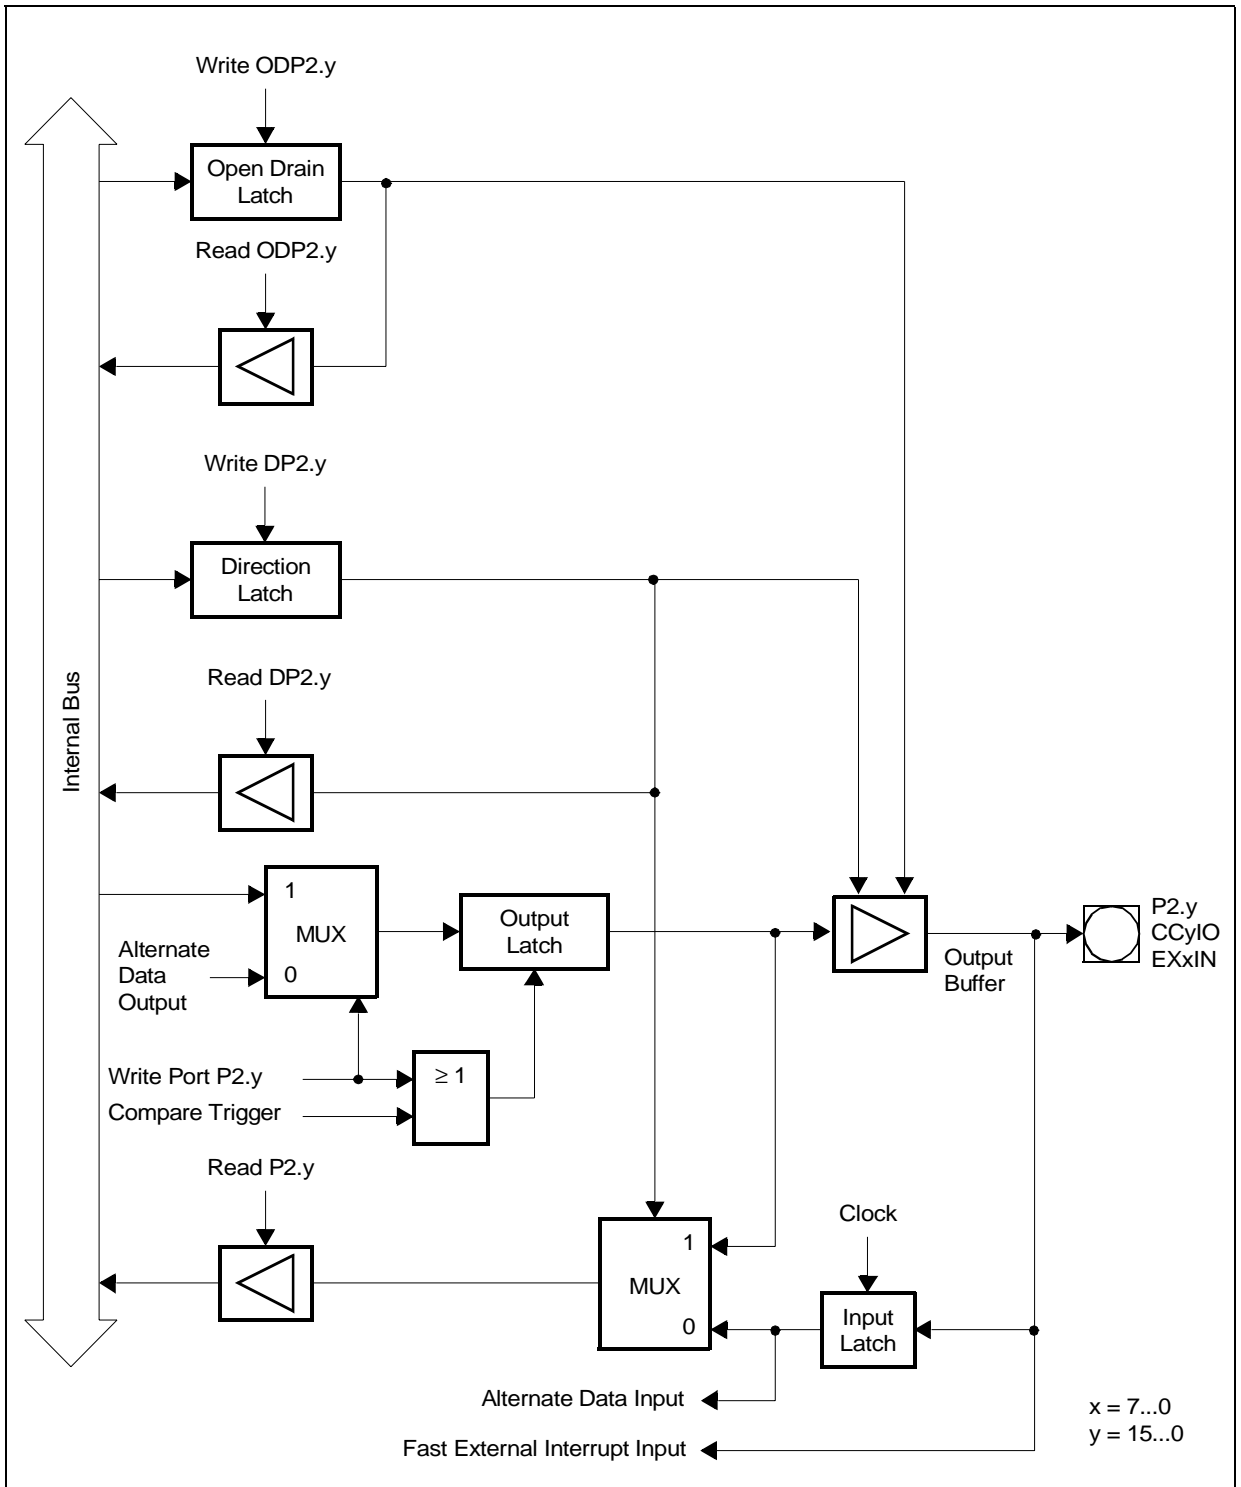 Write ODP2.y
Open Drain
Latch
Read ODP2.y
Write DP2.y
Direction
Latch
Read DP2.y
Internal Bus
1
MUX
0
Alternate
Data
Output
Output
Latch
Output
Buffer
P2.y
CCyIO
EXxIN
Write Port P2.y
Compare Trigger
≥ 1
Read P2.y
1
MUX
0
Clock
Input
Latch
Alternate Data Input
Fast External Interrupt Input
x = 7...0
y = 15...0